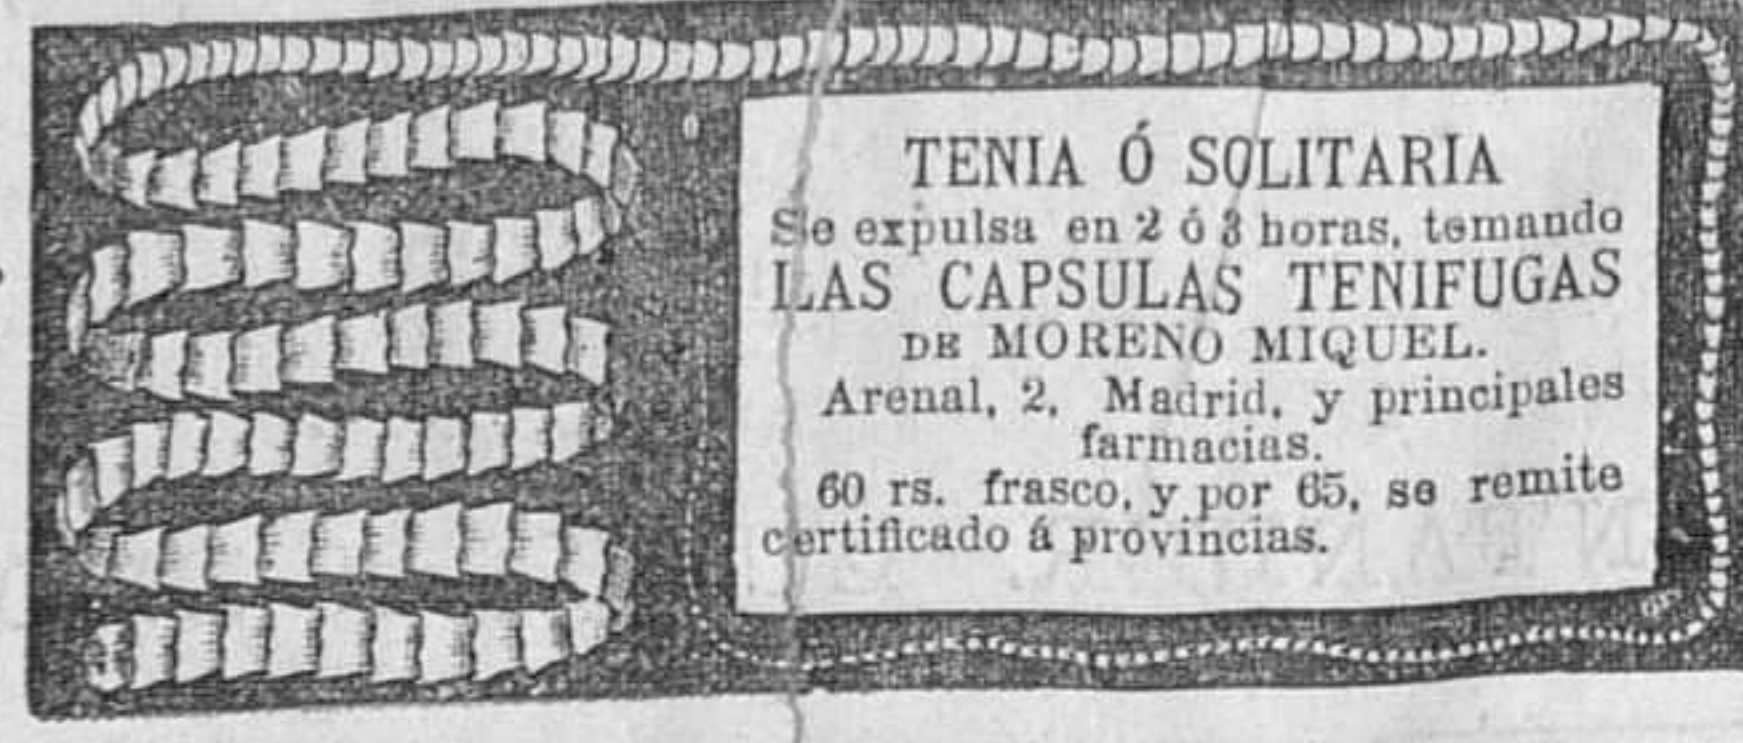 TENIA Ó SOLITARIA
Se expulsa en 2 ó 3 horas, tomando
LAS CAPSULAS TENIFUGAS
DE MORENO MIQUEL.
Arenal, 2, Madrid, y principales
farmacias.
60 rs. frasco, y por 65, se remite
certificado á provincias.